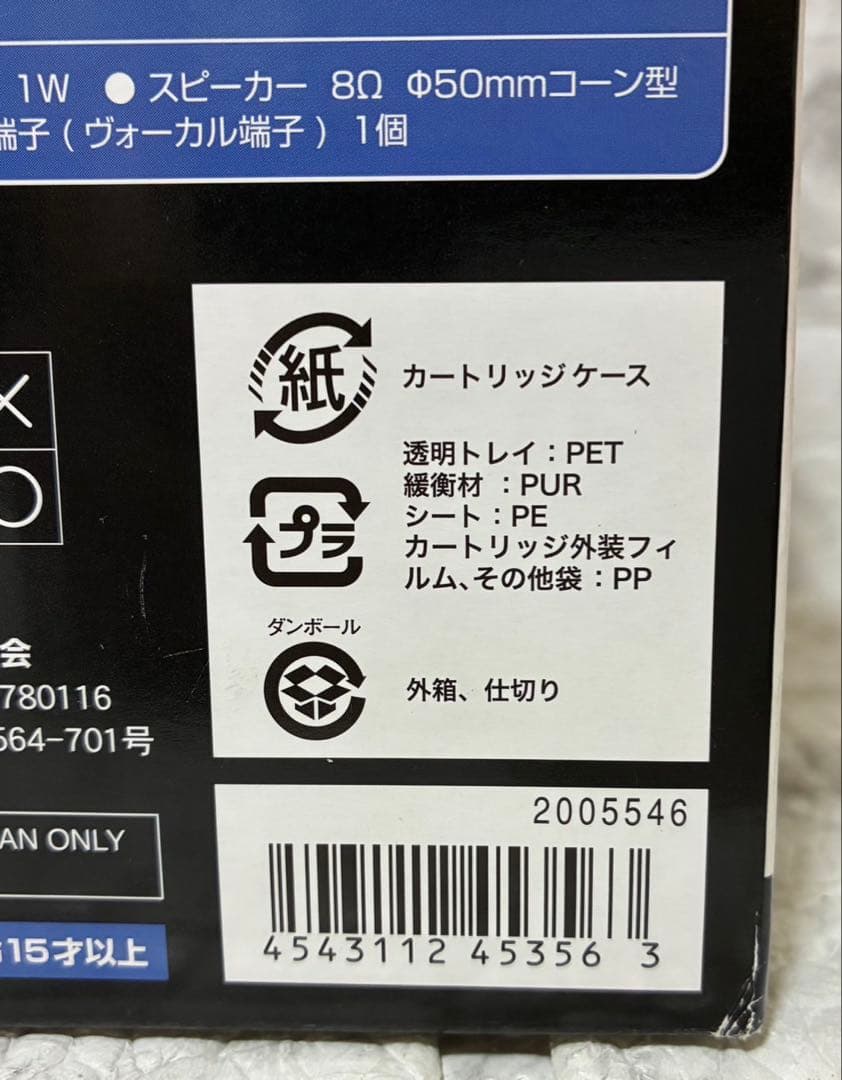 1W ● スピーカー 8Ω Φ50mmコーン型
端子(ヴォーカル端子) 1個
紙
カートリッジケース
プラ
透明トレイ:PET
緩衡材 :PUR
シート:PE
カートリッジ外装フィ
ルム、その他袋:PP
ダンボール
外箱、仕切り
×
○
会
780116
564-701号
AN ONLY
15才以上
2005546
4543112 45356 3